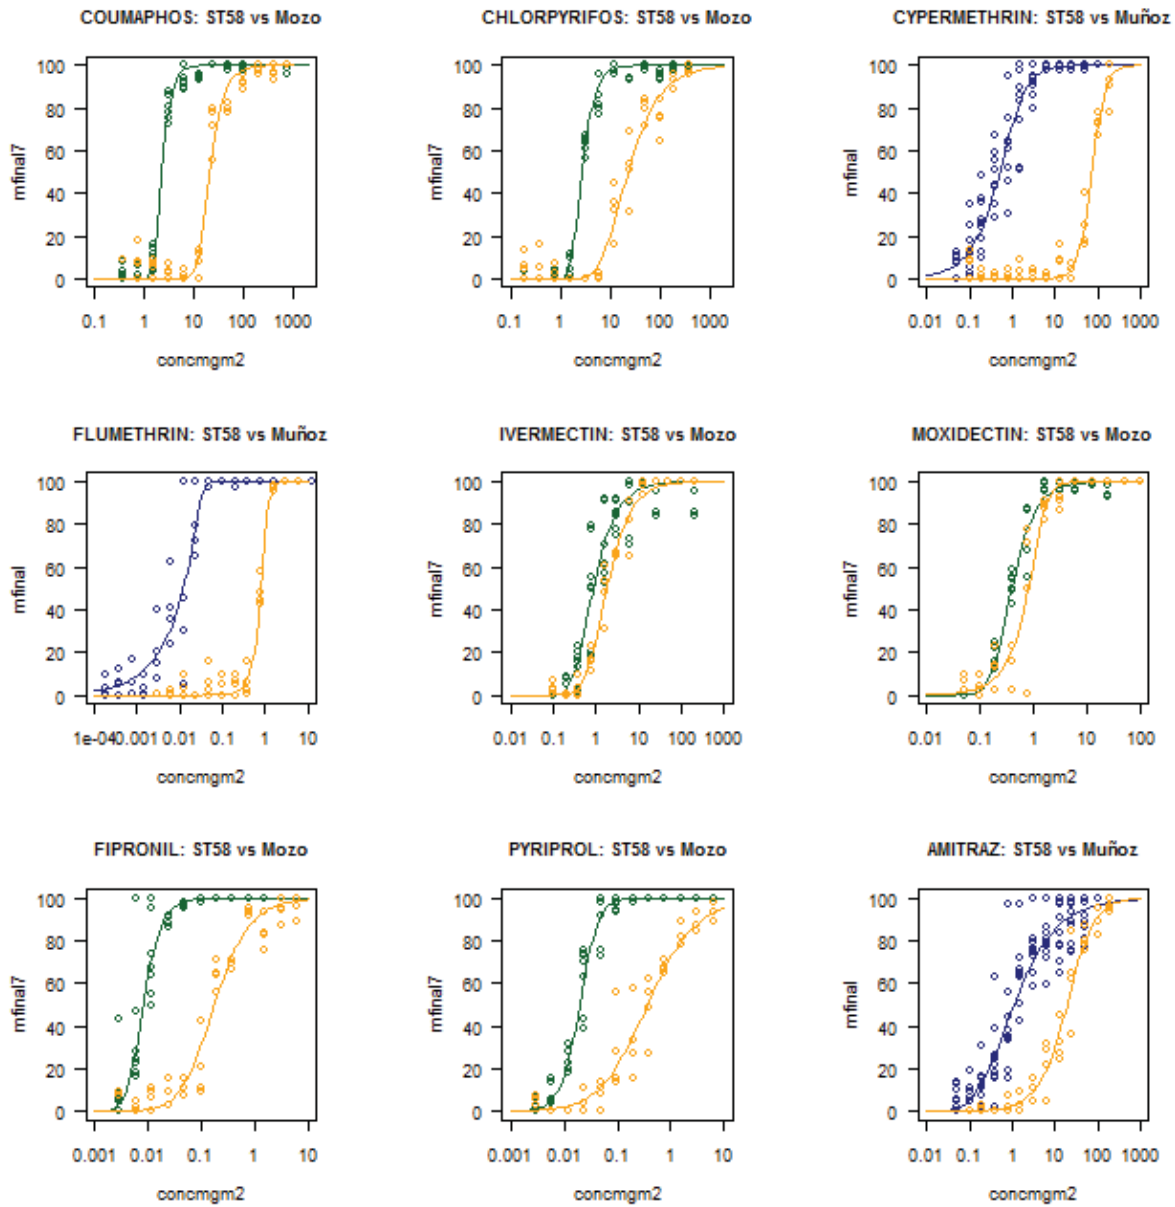 COUMAPHOS: ST58 vs Mozo
CHLORPYRIFOS: ST58 vs Mozo
CYPERMETHRIN: ST58 vs Muñoz
mfinal7
100
80
60
40
20
0
0.1 1 10 100 1000
concmgm2
mfinal7
100
80
60
40
20
0
0.1 1 10 100 1000
concmgm2
mfinal
100
80
60
40
20
0
0.01 0.1 1 10 100 1000
concmgm2
FLUMETHRIN: ST58 vs Muñoz
IVERMECTIN: ST58 vs Mozo
MOXIDECTIN: ST58 vs Mozo
mfinal
100
80
60
40
20
0
1e-04 0.001 0.01 0.1 1 10
concmgm2
mfinal7
100
80
60
40
20
0
0.01 0.1 1 10 100 1000
concmgm2
mfinal7
100
80
60
40
20
0
0.01 0.1 1 10 100
concmgm2
FIPRONIL: ST58 vs Mozo
PYRIPROL: ST58 vs Mozo
AMITRAZ: ST58 vs Muñoz
mfinal7
100
80
60
40
20
0
0.001 0.01 0.1 1 10
concmgm2
mfinal7
100
80
60
40
20
0
0.001 0.01 0.1 1 10
concmgm2
mfinal
100
80
60
40
20
0
0.01 0.1 1 10 100 1000
concmgm2